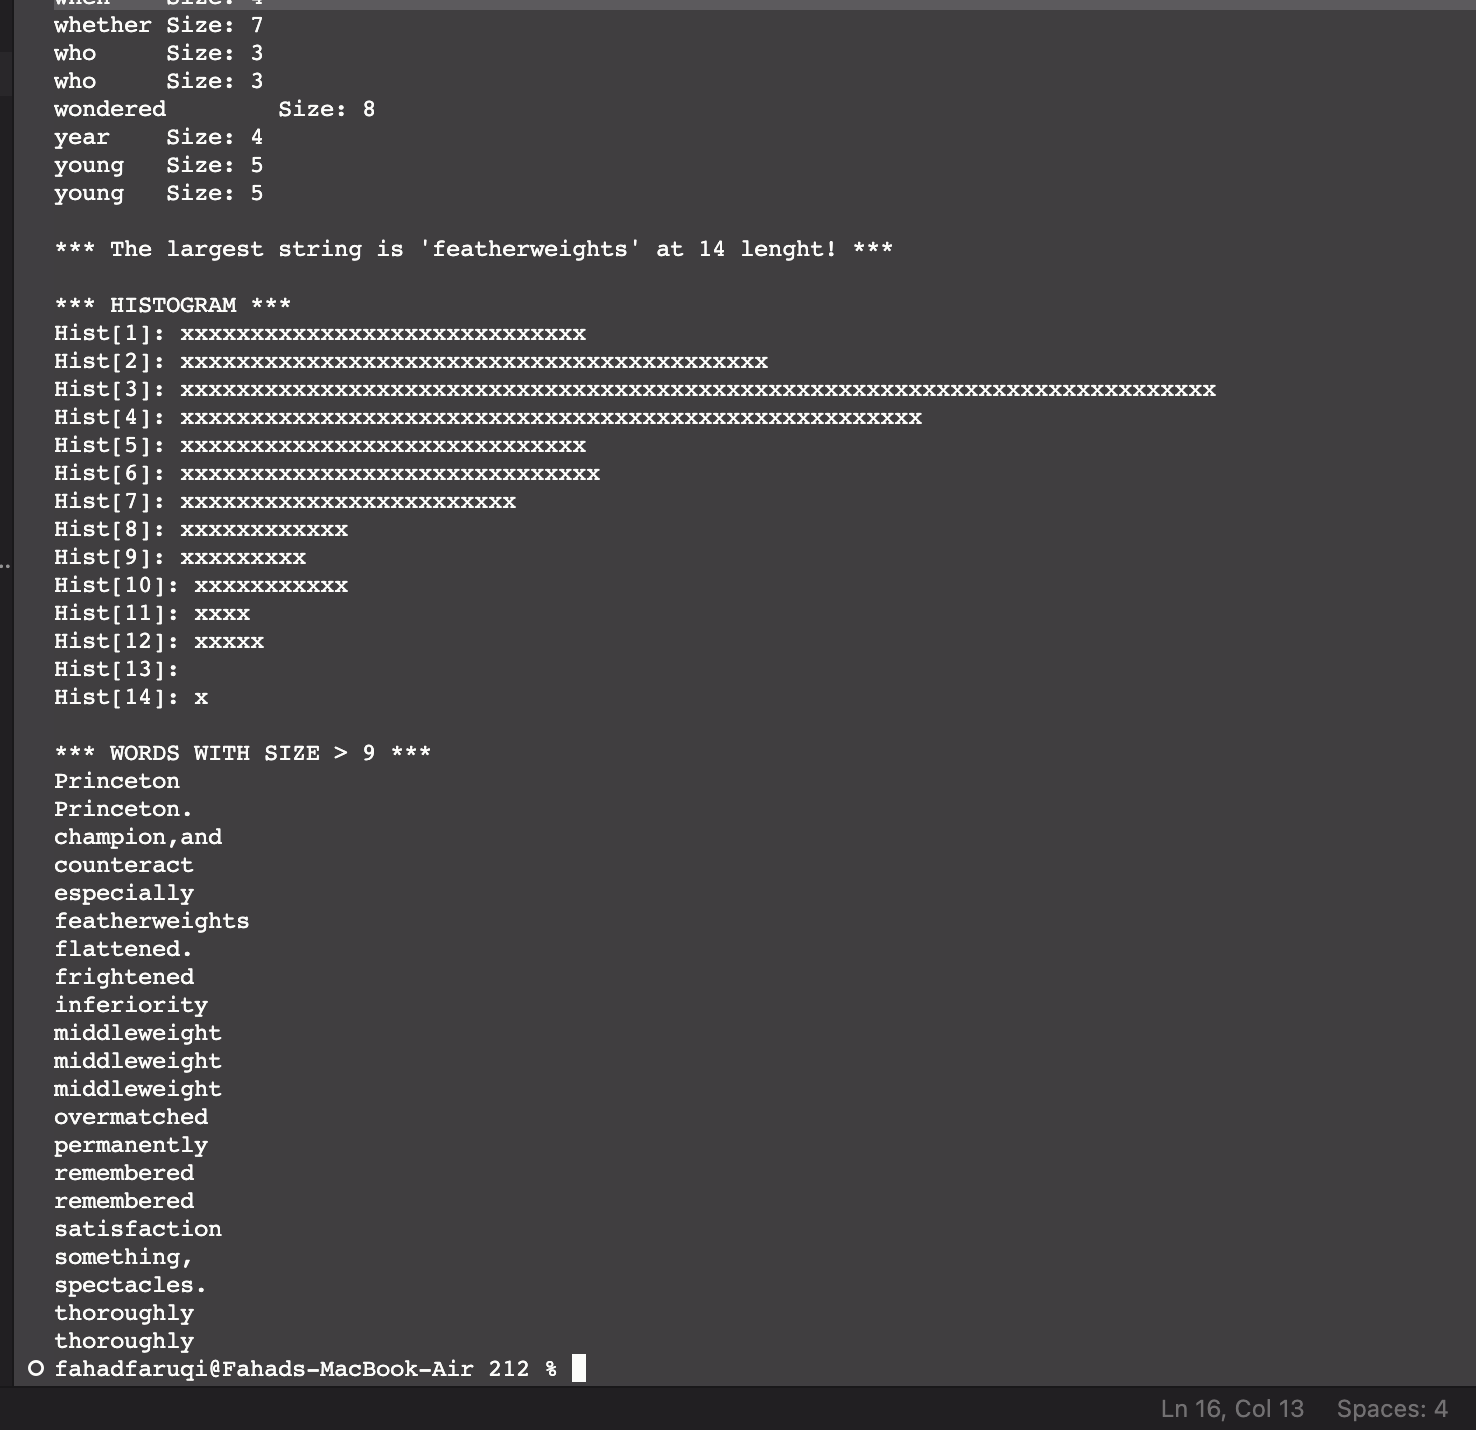 when    Size: 4
whether Size: 7
who     Size: 3
who     Size: 3
wondered        Size: 8
year    Size: 4
young   Size: 5
young   Size: 5
*** The largest string is 'featherweights' at 14 lenght! ***
*** HISTOGRAM ***
Hist[1]: xxxxxxxxxxxxxxxxxxxxxxxxxxxxx
Hist[2]: xxxxxxxxxxxxxxxxxxxxxxxxxxxxxxxxxxxxxxxxxx
Hist[3]: xxxxxxxxxxxxxxxxxxxxxxxxxxxxxxxxxxxxxxxxxxxxxxxxxxxxxxxxxxxxxxxxxxxxxxxxxx
Hist[4]: xxxxxxxxxxxxxxxxxxxxxxxxxxxxxxxxxxxxxxxxxxxxxxxxxxxxx
Hist[5]: xxxxxxxxxxxxxxxxxxxxxxxxxxxxx
Hist[6]: xxxxxxxxxxxxxxxxxxxxxxxxxxxxxx
Hist[7]: xxxxxxxxxxxxxxxxxxxxxxxx
Hist[8]: xxxxxxxxxxxx
Hist[9]: xxxxxxxxx
Hist[10]: xxxxxxxxxxx
Hist[11]: xxxx
Hist[12]: xxxxx
Hist[13]:
Hist[14]: x
*** WORDS WITH SIZE > 9 ***
Princeton
Princeton.
champion,and
counteract
especially
featherweights
flattened.
frightened
inferiority
middleweight
middleweight
middleweight
overmatched
permanently
remembered
remembered
satisfaction
something,
spectacles.
thoroughly
thoroughly
fahadfaruqi@Fahads-MacBook-Air 212 %
Ln 16, Col 13    Spaces: 4